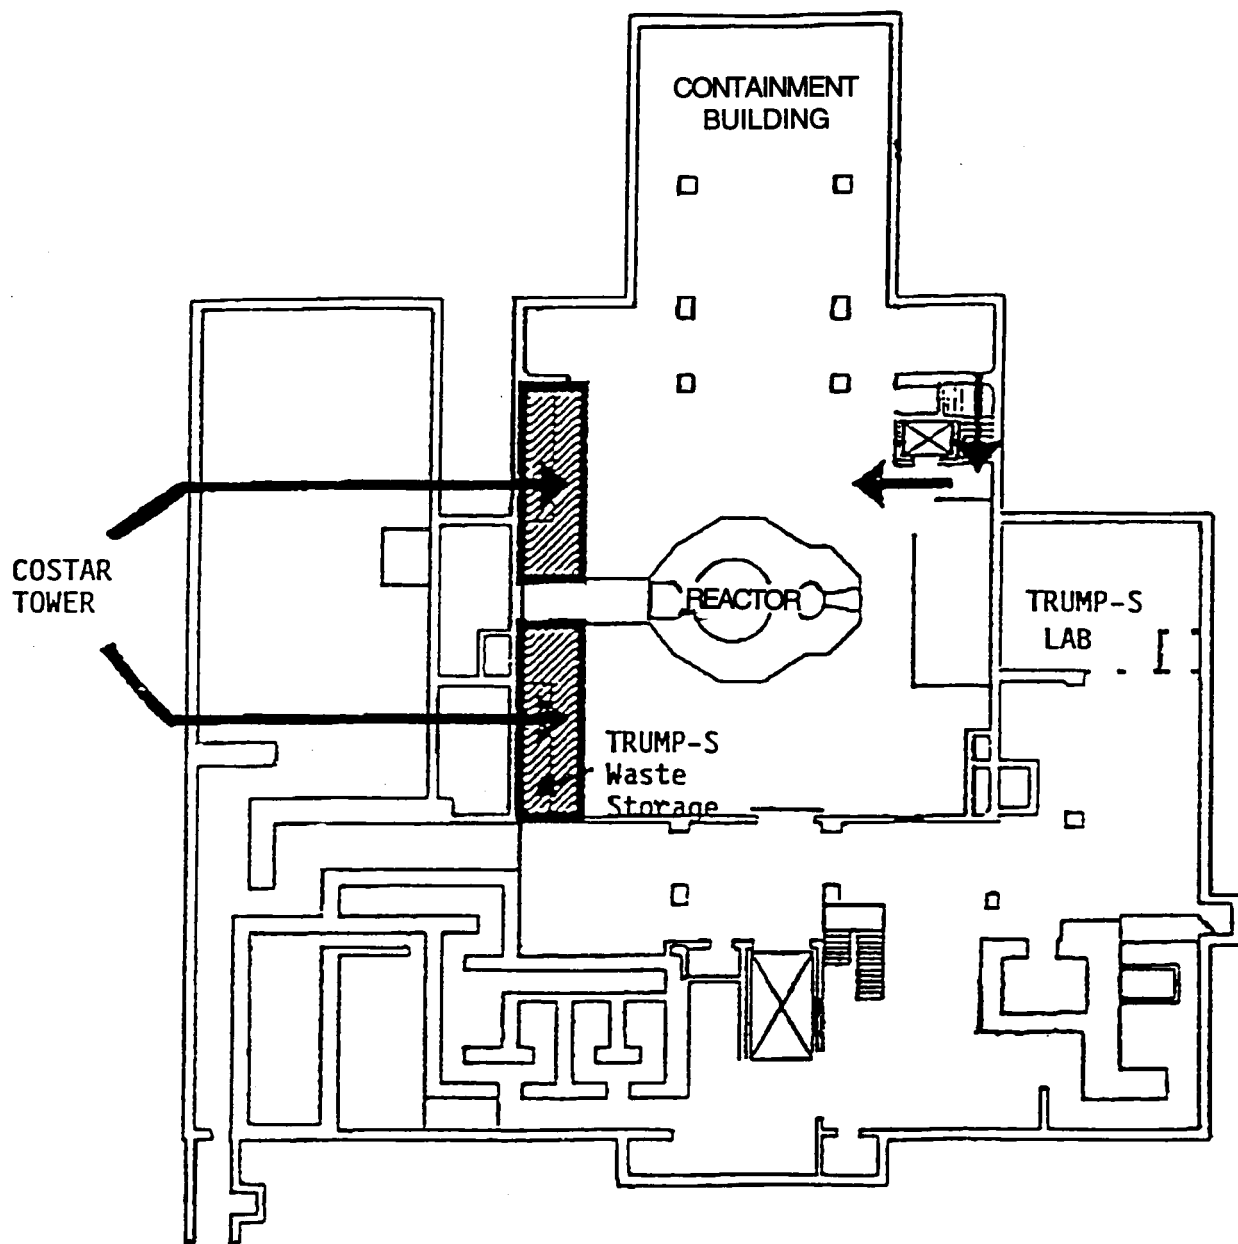 CONTAINMENT
BUILDING
COSTAR
TOWER
REACTOR
TRUMP-S
LAB
TRUMP-S
Waste
Storage